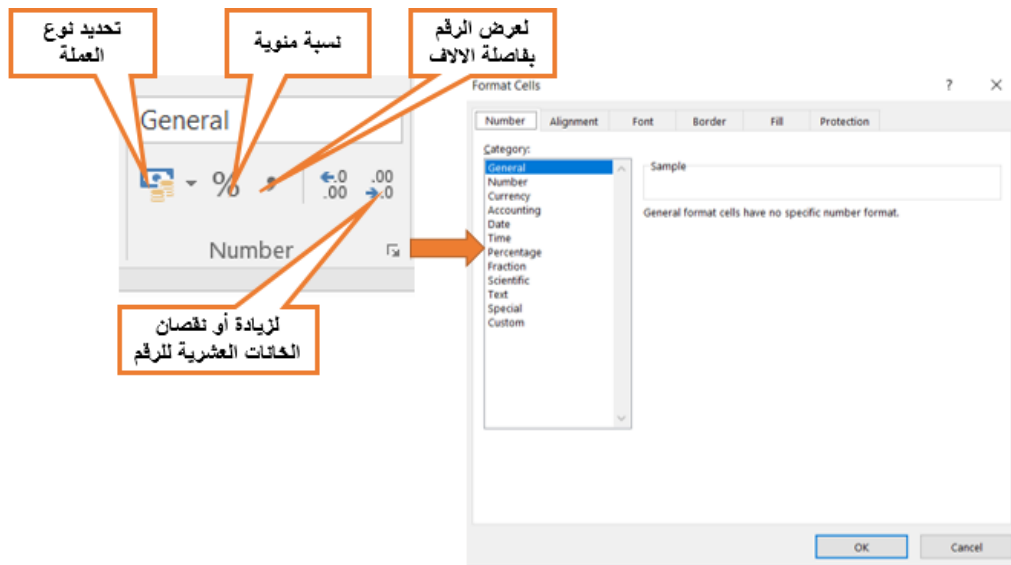 تحديد نوع
العملة
نسبة منوية
لعرض الرقم
بفاصلة الالاف
General
%
,
←.0
.00
.00
→.0
Number
لزيادة أو نقصان
الخانات العشرية للرقم
Format Cells
?
×
Number
Alignment
Font
Border
Fill
Protection
Category:
General
Number
Currency
Accounting
Date
Time
Percentage
Fraction
Scientific
Text
Special
Custom
Sample
General format cells have no specific number format.
OK
Cancel